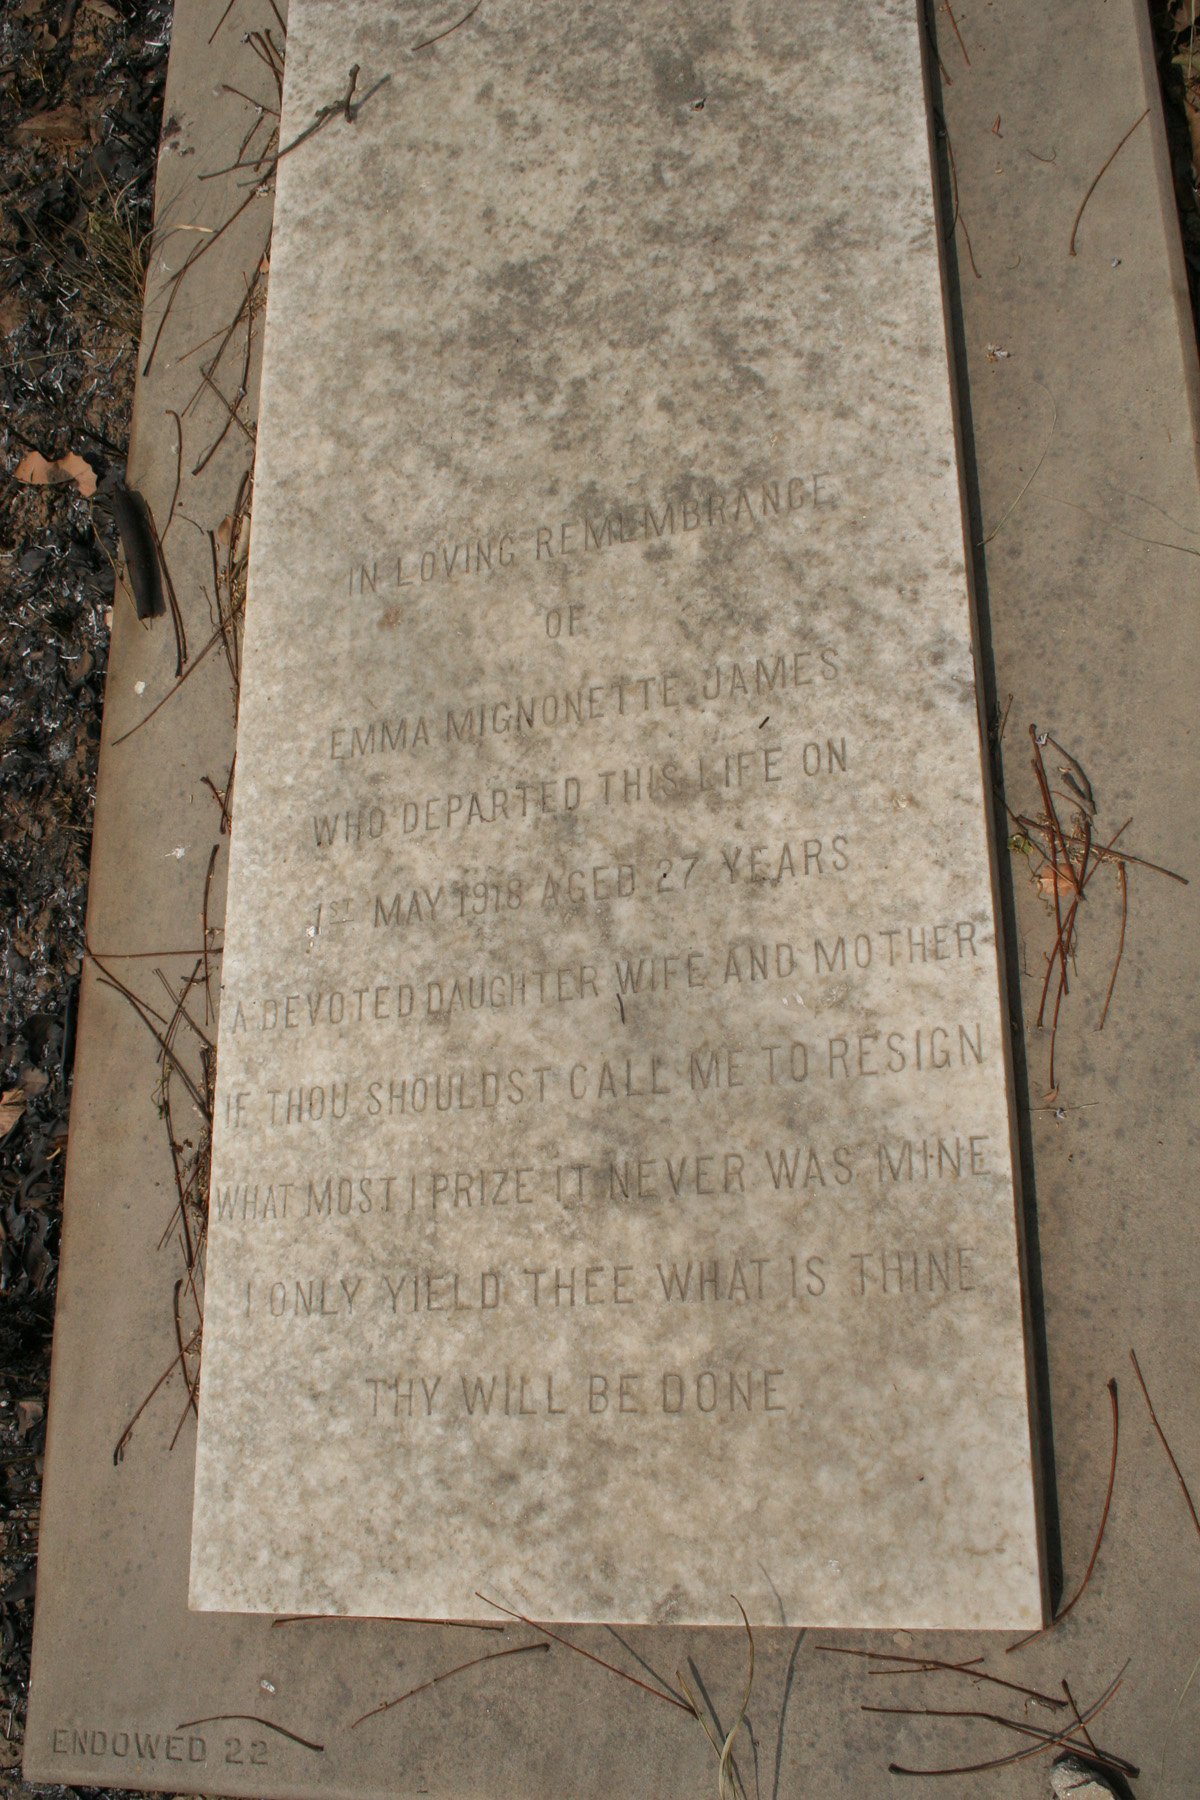 IN LOVING REMEMBRANCE
OF
EMMA MIGNONETTE JAMES
WHO DEPARTED THIS LIFE ON
1ST MAY 1918 AGED 27 YEARS
A DEVOTED DAUGHTER WIFE AND MOTHER
IF THOU SHOULDST CALL ME TO RESIGN
WHAT MOST I PRIZE IT NEVER WAS MINE
I ONLY YIELD THEE WHAT IS THINE
THY WILL BE DONE.
ENDOWED 22